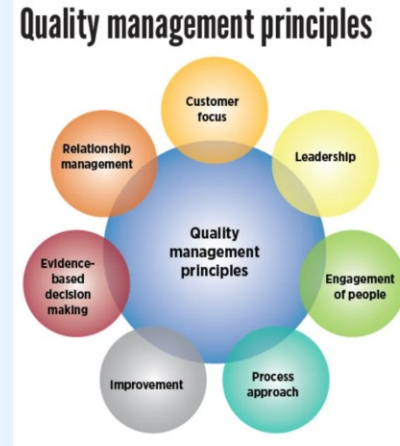 Quality management principles
Customer
focus
Leadership
Engagement
of people
Process
approach
Improvement
Evidence-
based
decision
making
Relationship
management
Quality
management
principles